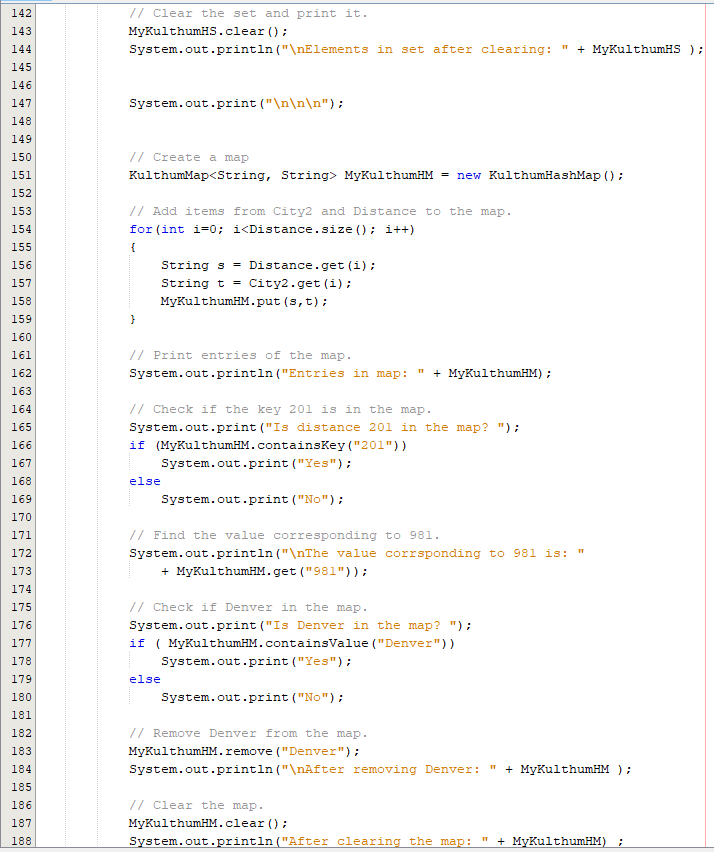 142 // Clear the set and print it.
143 MyKulthumHS.clear();
144 System.out.println("\nElements in set after clearing: " + MyKulthumHS );
145
146
147 System.out.print("\n\n\n");
148
149
150 // Create a map
151 KulthumMap<String, String> MyKulthumHM = new KulthumHashMap();
152
153 // Add items from City2 and Distance to the map.
154 for(int i=0; i<Distance.size(); i++)
155 {
156 String s = Distance.get(i);
157 String t = City2.get(i);
158 MyKulthumHM.put(s,t);
159 }
160
161 // Print entries of the map.
162 System.out.println("Entries in map: " + MyKulthumHM);
163
164 // Check if the key 201 is in the map.
165 System.out.print("Is distance 201 in the map? ");
166 if (MyKulthumHM.containsKey("201"))
167 System.out.print("Yes");
168 else
169 System.out.print("No");
170
171 // Find the value corresponding to 981.
172 System.out.println("\nThe value corrsponding to 981 is: "
173 + MyKulthumHM.get("981"));
174
175 // Check if Denver in the map.
176 System.out.print("Is Denver in the map? ");
177 if ( MyKulthumHM.containsValue("Denver"))
178 System.out.print("Yes");
179 else
180 System.out.print("No");
181
182 // Remove Denver from the map.
183 MyKulthumHM.remove("Denver");
184 System.out.println("\nAfter removing Denver: " + MyKulthumHM );
185
186 // Clear the map.
187 MyKulthumHM.clear();
188 System.out.println("After clearing the map: " + MyKulthumHM) ;